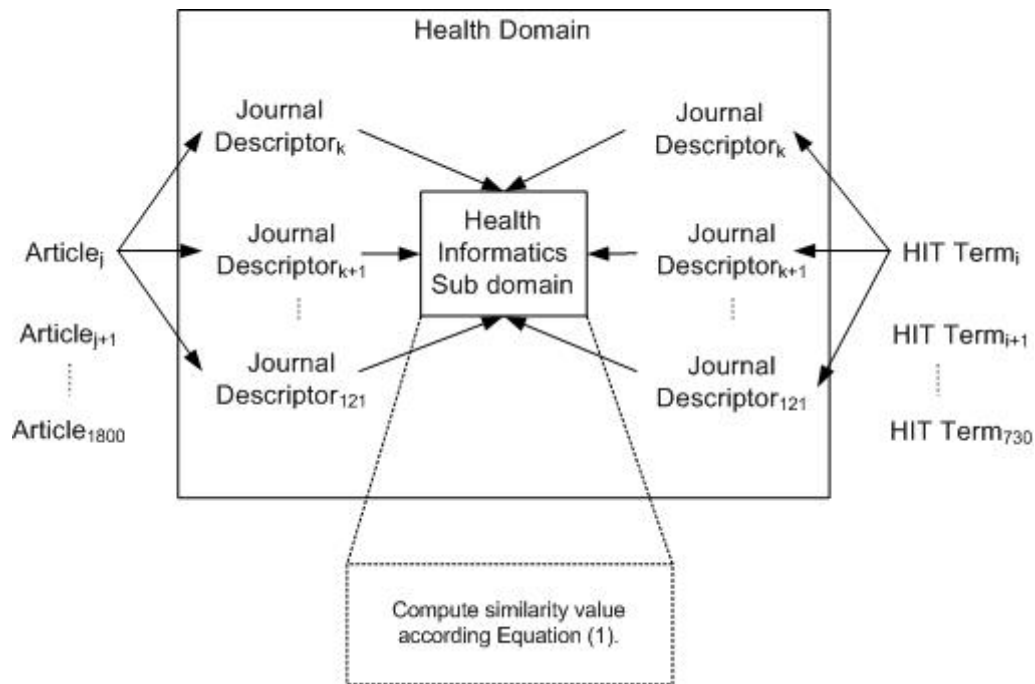 Health Domain
Journal
Descriptorₖ
Journal
Descriptorₖ
Articleⱼ
Journal
Descriptorₖ₊₁
Health
Informatics
Sub domain
Journal
Descriptorₖ₊₁
HIT Termᵢ
Articleⱼ₊₁
HIT Termᵢ₊₁
Journal
Descriptor₁₂₁
Journal
Descriptor₁₂₁
Article₁₈₀₀
HIT Term₇₃₀
Compute similarity value
according Equation (1).